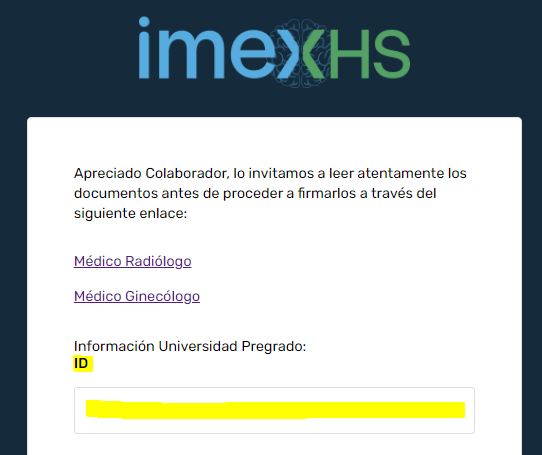 imexHS
Apreciado Colaborador, lo invitamos a leer atentamente los
documentos antes de proceder a firmarlos a través del
siguiente enlace:
Médico Radiólogo
Médico Ginecólogo
Información Universidad Pregrado:
ID